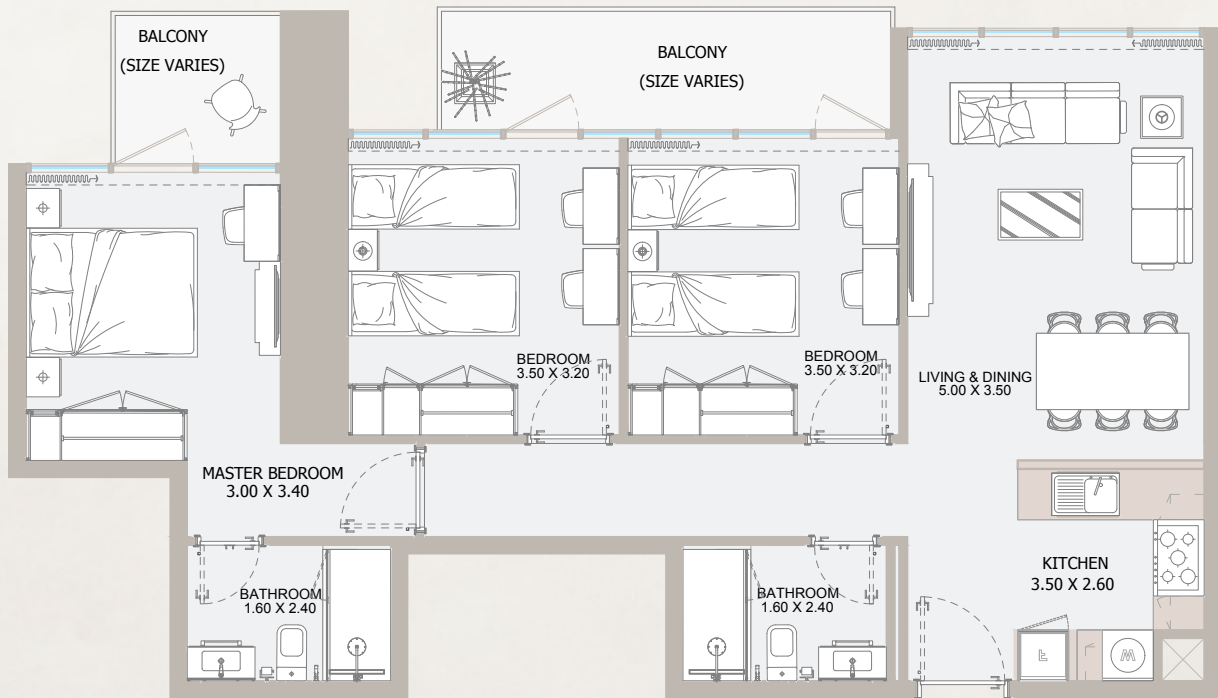 BALCONY
(SIZE VARIES)
BALCONY
(SIZE VARIES)
BEDROOM
3.50 X 3.20
BEDROOM
3.50 X 3.20
LIVING & DINING
5.00 X 3.50
MASTER BEDROOM
3.00 X 3.40
KITCHEN
3.50 X 2.60
BATHROOM
1.60 X 2.40
BATHROOM
1.60 X 2.40
F
W